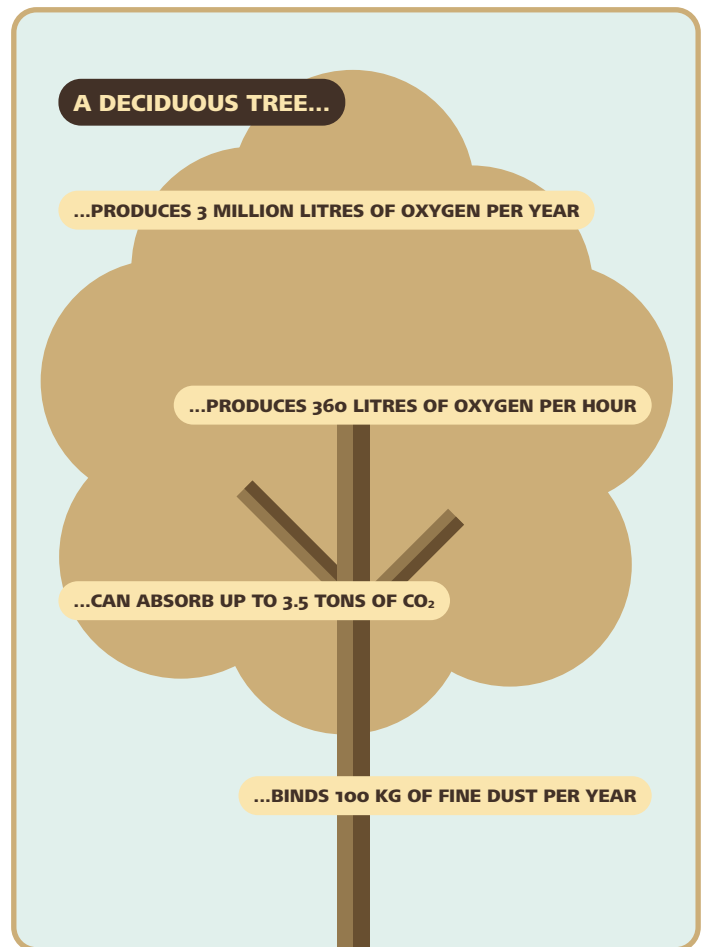 A DECIDUOUS TREE...
...PRODUCES 3 MILLION LITRES OF OXYGEN PER YEAR
...PRODUCES 360 LITRES OF OXYGEN PER HOUR
...CAN ABSORB UP TO 3.5 TONS OF CO₂
...BINDS 100 KG OF FINE DUST PER YEAR